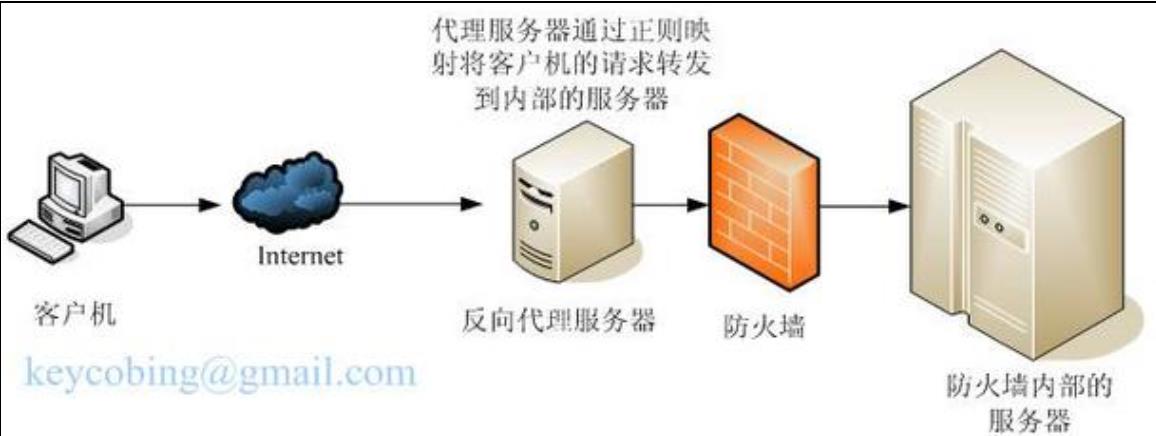 代理服务器通过正则映
射将客户机的请求转发
到内部的服务器
Internet
客户机
反向代理服务器
防火墙
防火墙内部的
服务器
keycobing@gmail.com